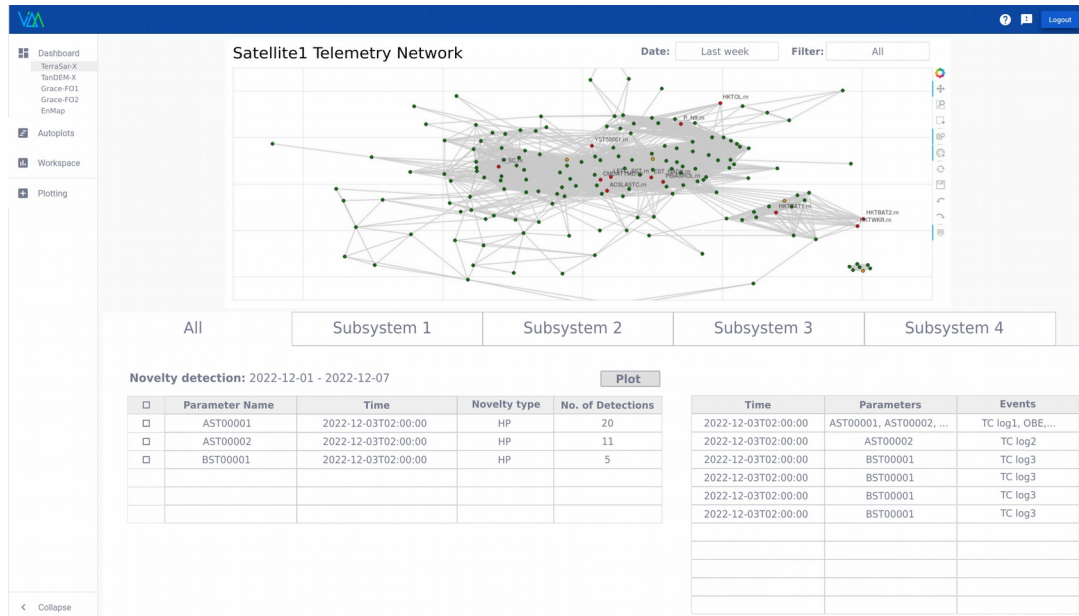 Logout
Dashboard
TerraSar-X
TanDEM-X
Grace-FO1
Grace-FO2
EnMap
Autoplots
Workspace
Plotting
Collapse
Satellite1 Telemetry Network
Date: Last week Filter: All
HKTOL.m
P_N9.m
ACSLASTC.m
HKTBAT1.m
HKTBAT2.m
All Subsystem 1 Subsystem 2 Subsystem 3 Subsystem 4
Novelty detection: 2022-12-01 - 2022-12-07
Plot
Parameter Name Time Novelty type No. of Detections
AST00001 2022-12-03T02:00:00 HP 20
AST00002 2022-12-03T02:00:00 HP 11
BST00001 2022-12-03T02:00:00 HP 5
Time Parameters Events
2022-12-03T02:00:00 AST00001, AST00002, ... TC log1, OBE,...
2022-12-03T02:00:00 AST00002 TC log2
2022-12-03T02:00:00 BST00001 TC log3
2022-12-03T02:00:00 BST00001 TC log3
2022-12-03T02:00:00 BST00001 TC log3
2022-12-03T02:00:00 BST00001 TC log3